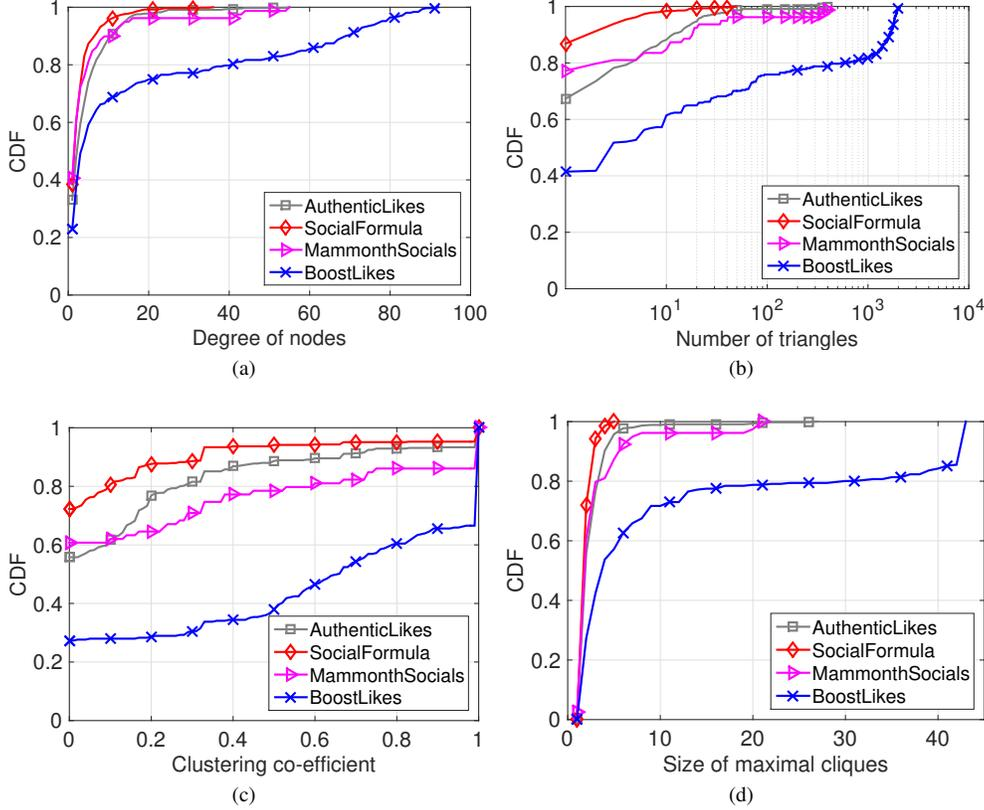 1
0.8
0.6
0.4
0.2
0
CDF
0 20 40 60 80 100
Degree of nodes
AuthenticLikes
SocialFormula
MammonthSocials
BoostLikes
(a)
1
0.8
0.6
0.4
0.2
0
CDF
10^1 10^2 10^3 10^4
Number of triangles
AuthenticLikes
SocialFormula
MammonthSocials
BoostLikes
(b)
1
0.8
0.6
0.4
0.2
0
CDF
0 0.2 0.4 0.6 0.8 1
Clustering co-efficient
AuthenticLikes
SocialFormula
MammonthSocials
BoostLikes
(c)
1
0.8
0.6
0.4
0.2
0
CDF
0 10 20 30 40
Size of maximal cliques
AuthenticLikes
SocialFormula
MammonthSocials
BoostLikes
(d)